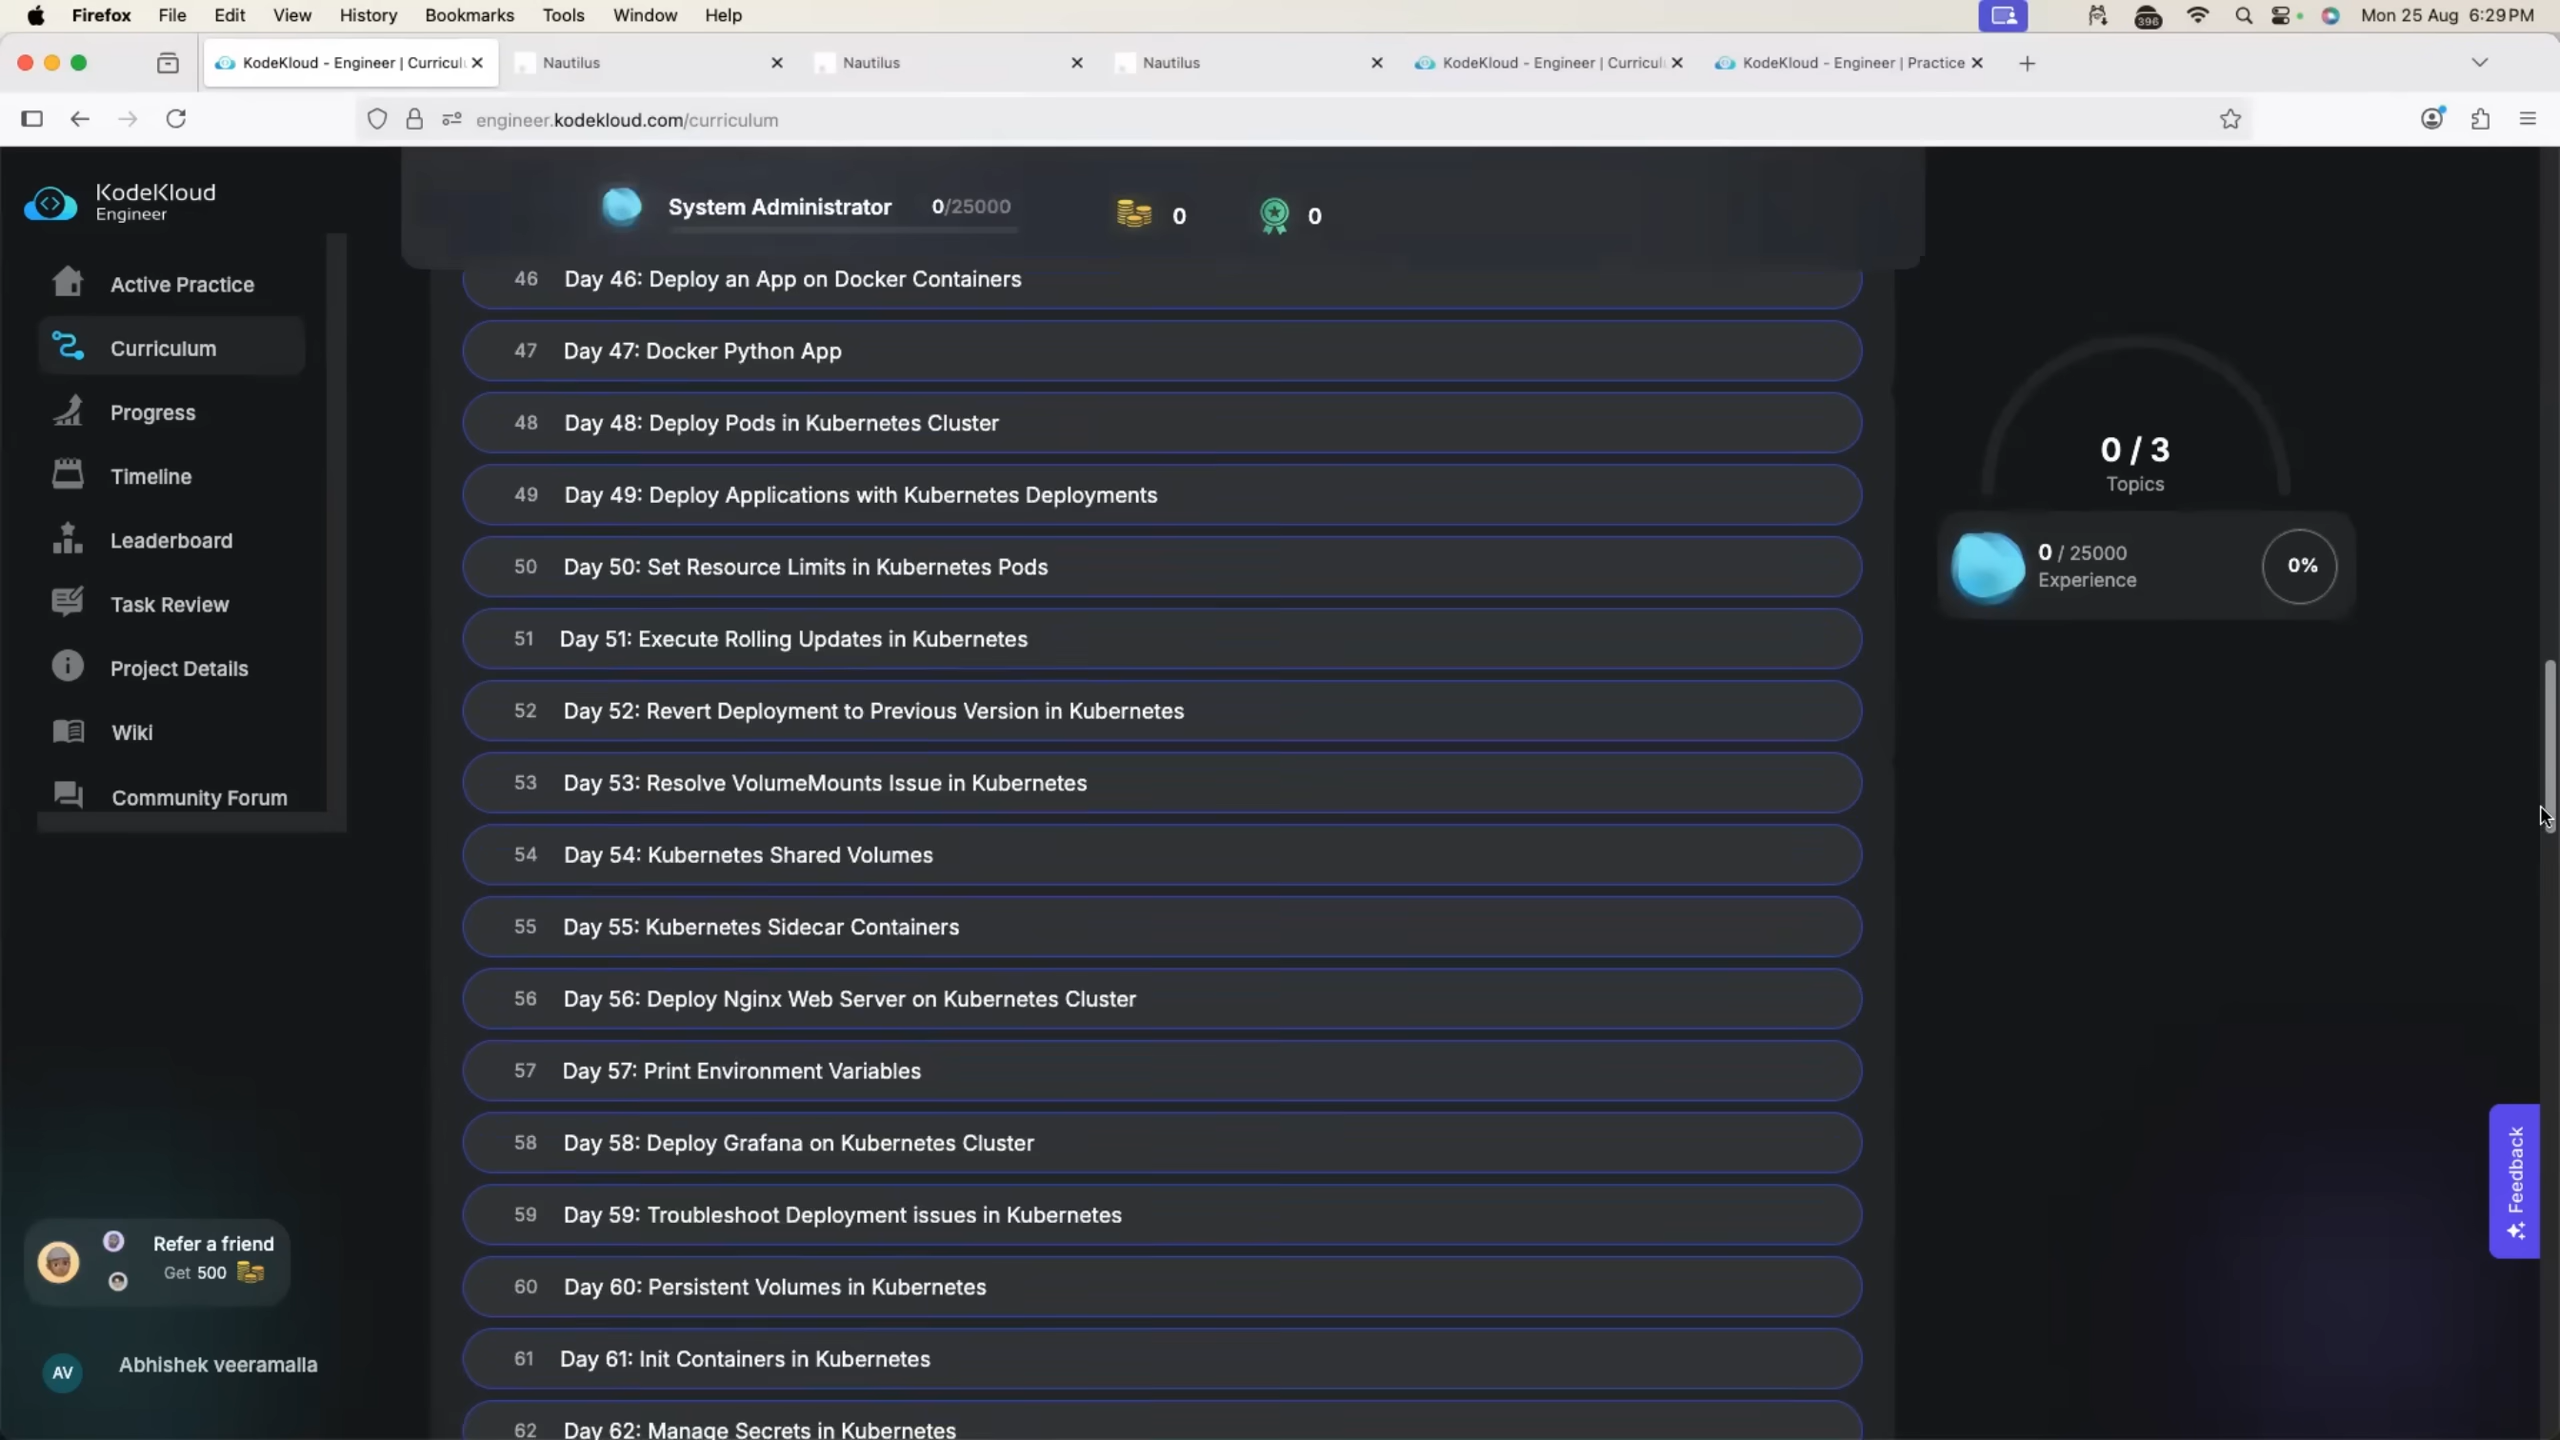 Firefox File Edit View History Bookmarks Tools Window Help 396 Mon 25 Aug 6:29 PM
KodeKloud - Engineer | Curricul Nautilus Nautilus Nautilus KodeKloud - Engineer | Curricul KodeKloud - Engineer | Practice
engineer.kodekloud.com/curriculum
KodeKloud
Engineer
Active Practice
Curriculum
Progress
Timeline
Leaderboard
Task Review
Project Details
Wiki
Community Forum
Refer a friend
Get 500
AV Abhishek veeramalla
System Administrator 0/25000 0 0
46 Day 46: Deploy an App on Docker Containers
47 Day 47: Docker Python App
48 Day 48: Deploy Pods in Kubernetes Cluster
49 Day 49: Deploy Applications with Kubernetes Deployments
50 Day 50: Set Resource Limits in Kubernetes Pods
51 Day 51: Execute Rolling Updates in Kubernetes
52 Day 52: Revert Deployment to Previous Version in Kubernetes
53 Day 53: Resolve VolumeMounts Issue in Kubernetes
54 Day 54: Kubernetes Shared Volumes
55 Day 55: Kubernetes Sidecar Containers
56 Day 56: Deploy Nginx Web Server on Kubernetes Cluster
57 Day 57: Print Environment Variables
58 Day 58: Deploy Grafana on Kubernetes Cluster
59 Day 59: Troubleshoot Deployment issues in Kubernetes
60 Day 60: Persistent Volumes in Kubernetes
61 Day 61: Init Containers in Kubernetes
62 Day 62: Manage Secrets in Kubernetes
0 / 3
Topics
0 / 25000
Experience
0%
Feedback